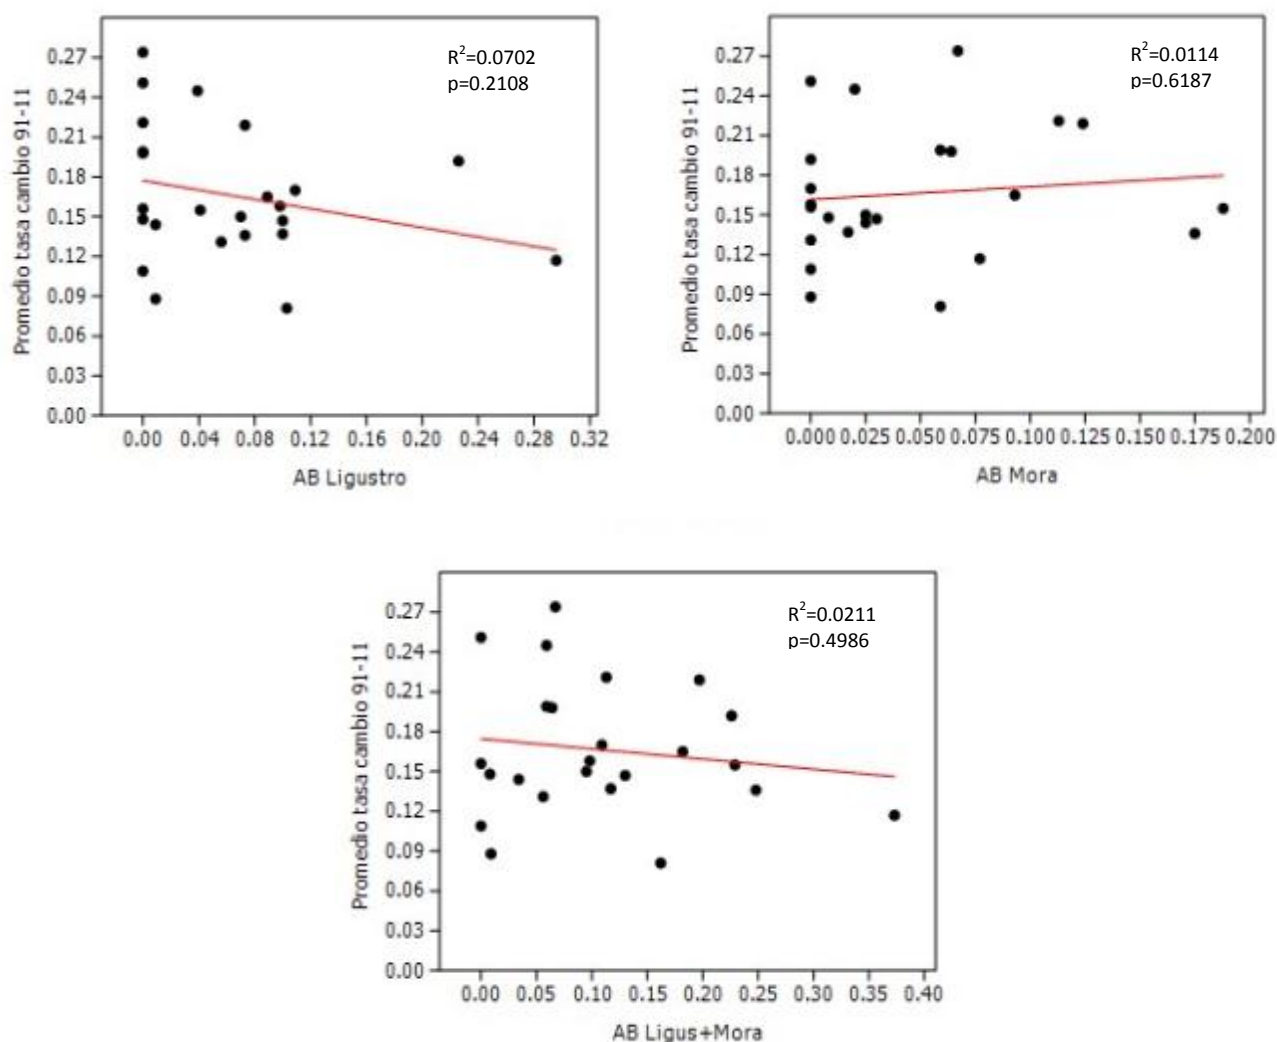 R²=0.0702
p=0.2108
Promedio tasa cambio 91-11
0.27
0.24
0.21
0.18
0.15
0.12
0.09
0.06
0.03
0.00
0.00 0.04 0.08 0.12 0.16 0.20 0.24 0.28 0.32
AB Ligustro
R²=0.0114
p=0.6187
Promedio tasa cambio 91-11
0.27
0.24
0.21
0.18
0.15
0.12
0.09
0.06
0.03
0.00
0.000 0.025 0.050 0.075 0.100 0.125 0.150 0.175 0.200
AB Mora
R²=0.0211
p=0.4986
Promedio tasa cambio 91-11
0.27
0.24
0.21
0.18
0.15
0.12
0.09
0.06
0.03
0.00
0.00 0.05 0.10 0.15 0.20 0.25 0.30 0.35 0.40
AB Ligus+Mora